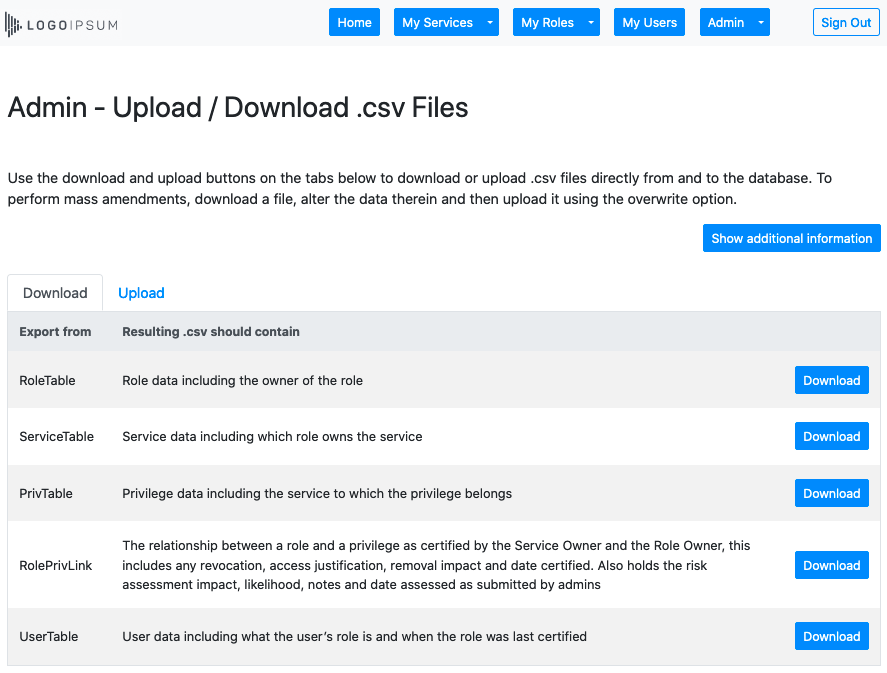 LOGOIPSUM
Home
My Services
My Roles
My Users
Admin
Sign Out
Admin - Upload / Download .csv Files
Use the download and upload buttons on the tabs below to download or upload .csv files directly from and to the database. To
perform mass amendments, download a file, alter the data therein and then upload it using the overwrite option.
Show additional information
Download
Upload
Export from
Resulting .csv should contain
RoleTable
Role data including the owner of the role
Download
ServiceTable
Service data including which role owns the service
Download
PrivTable
Privilege data including the service to which the privilege belongs
Download
RolePrivLink
The relationship between a role and a privilege as certified by the Service Owner and the Role Owner, this
includes any revocation, access justification, removal impact and date certified. Also holds the risk
assessment impact, likelihood, notes and date assessed as submitted by admins
Download
UserTable
User data including what the user's role is and when the role was last certified
Download